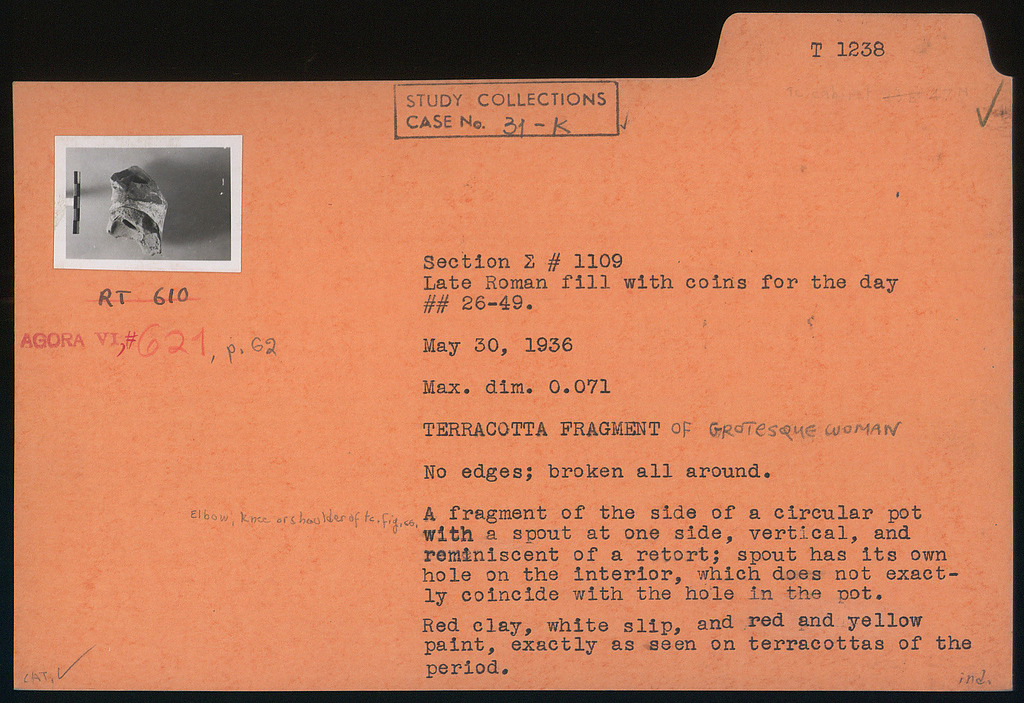 T 1238
STUDY COLLECTIONS
CASE No. 31-K
RT 610
AGORA VI, #621, p. 62
Section Σ # 1109
Late Roman fill with coins for the day
## 26-49.
May 30, 1936
Max. dim. 0.071
TERRACOTTA FRAGMENT OF GROTESQUE WOMAN
No edges; broken all around.
Elbow, knee or shoulder of tc. fig.
A fragment of the side of a circular pot
with a spout at one side, vertical, and
reminiscent of a retort; spout has its own
hole on the interior, which does not exact-
ly coincide with the hole in the pot.
Red clay, white slip, and red and yellow
paint, exactly as seen on terracottas of the
period.
CAT.
ind.